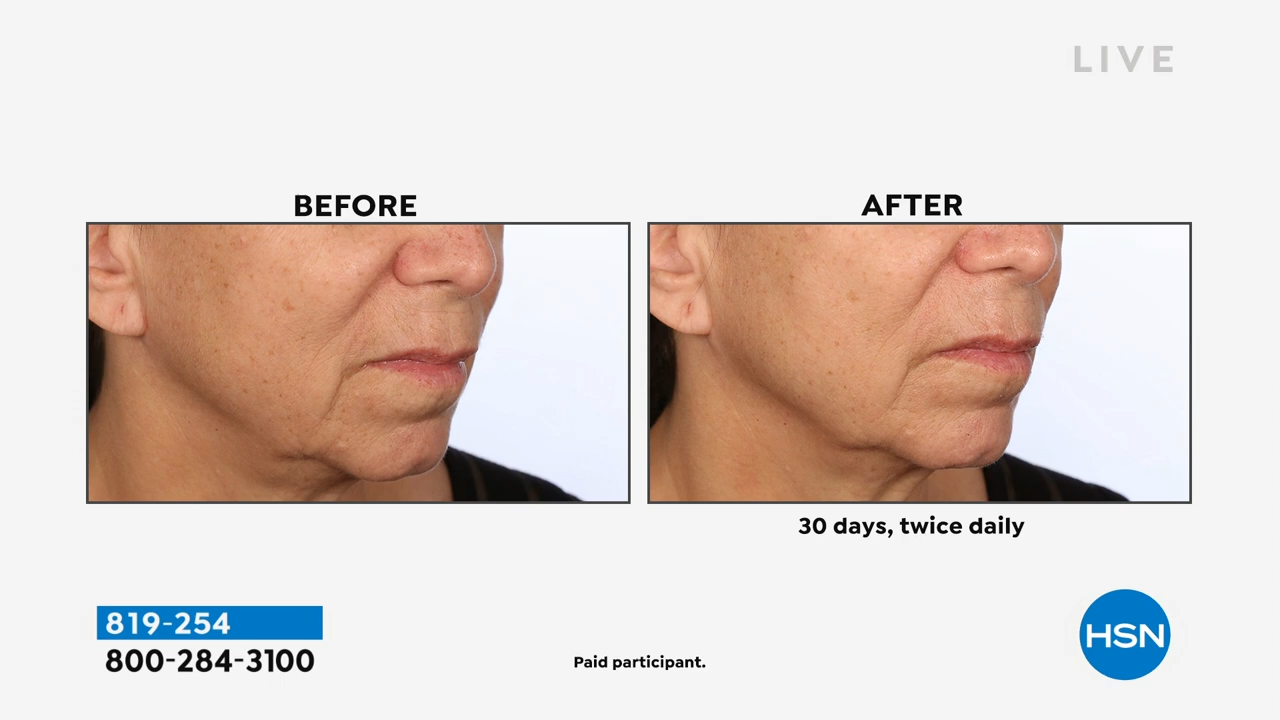 LIVE
BEFORE
AFTER
30 days, twice daily
819-254
800-284-3100
Paid participant.
HSN